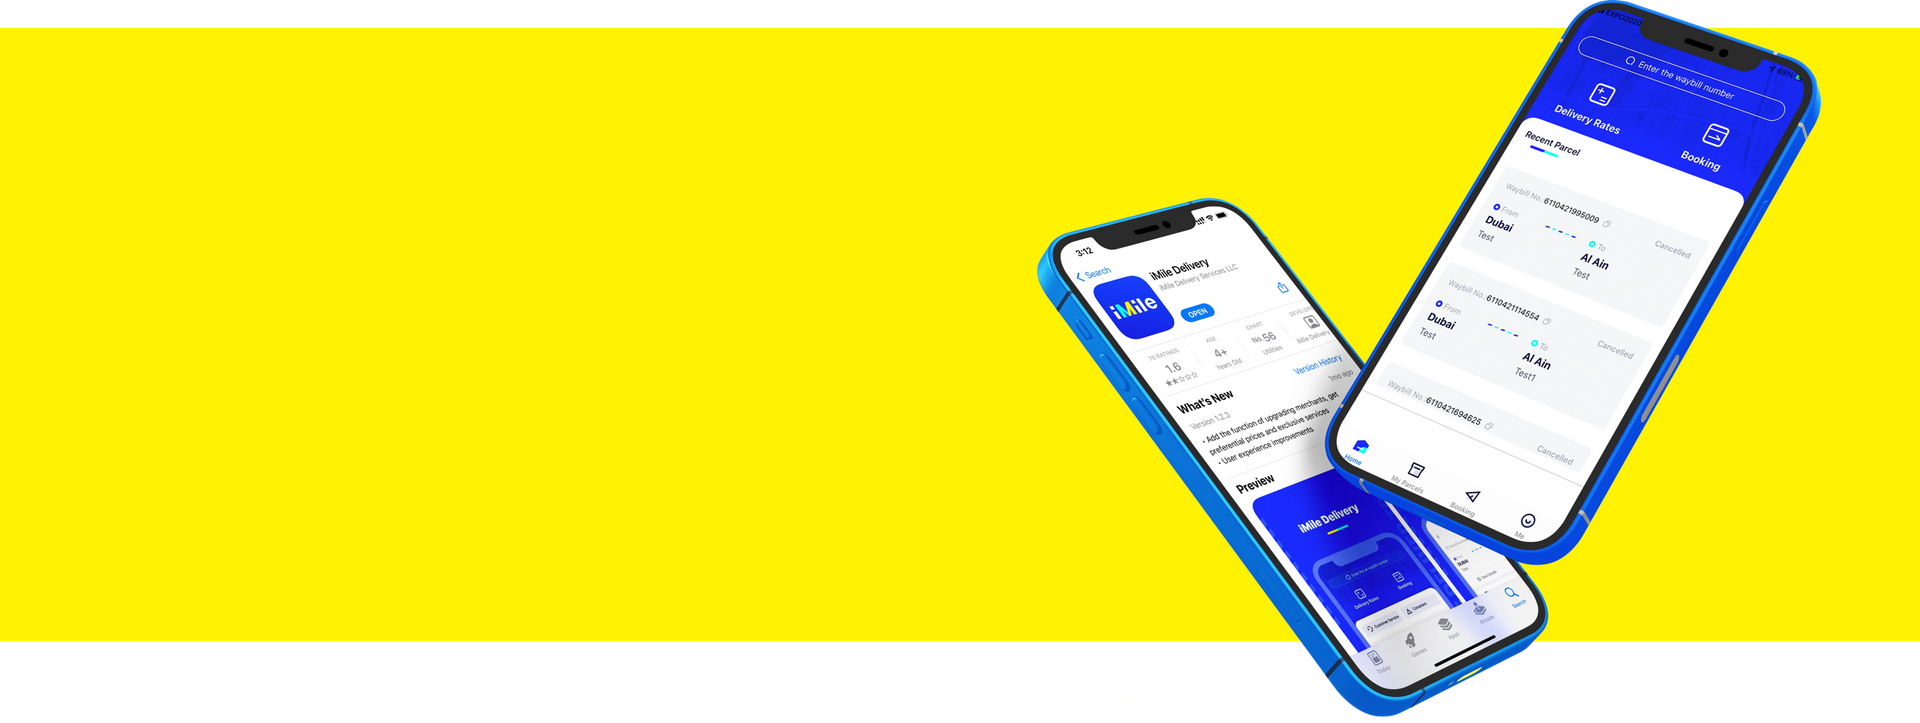 3:12
Search
iMile
iMile Delivery
iMile Delivery Services LLC
OPEN
70 RATINGS
1.6
AGE
4+
Years Old
CHART
No.56
Utilities
DEVELOP
iMile Delivery
What's New
Version History
Version 1.2.3
1mo ago
• Add the function of upgrading merchants, get
preferential prices and exclusive services
• User experience improvements
Preview
iMile Delivery
Delivery Rates
Booking
Customer Service
Complaint
DUBAI
Today
Games
Apps
Arcade
Search
EXPO2020
65%
Enter the waybill number
Delivery Rates
Booking
Recent Parcel
Waybill No. 6110421995009
From
Dubai
Test
To
Al Ain
Test
Cancelled
Waybill No. 6110421114554
From
Dubai
Test
To
Al Ain
Test1
Cancelled
Waybill No. 6110421694625
Cancelled
Home
My Parcels
Booking
Me